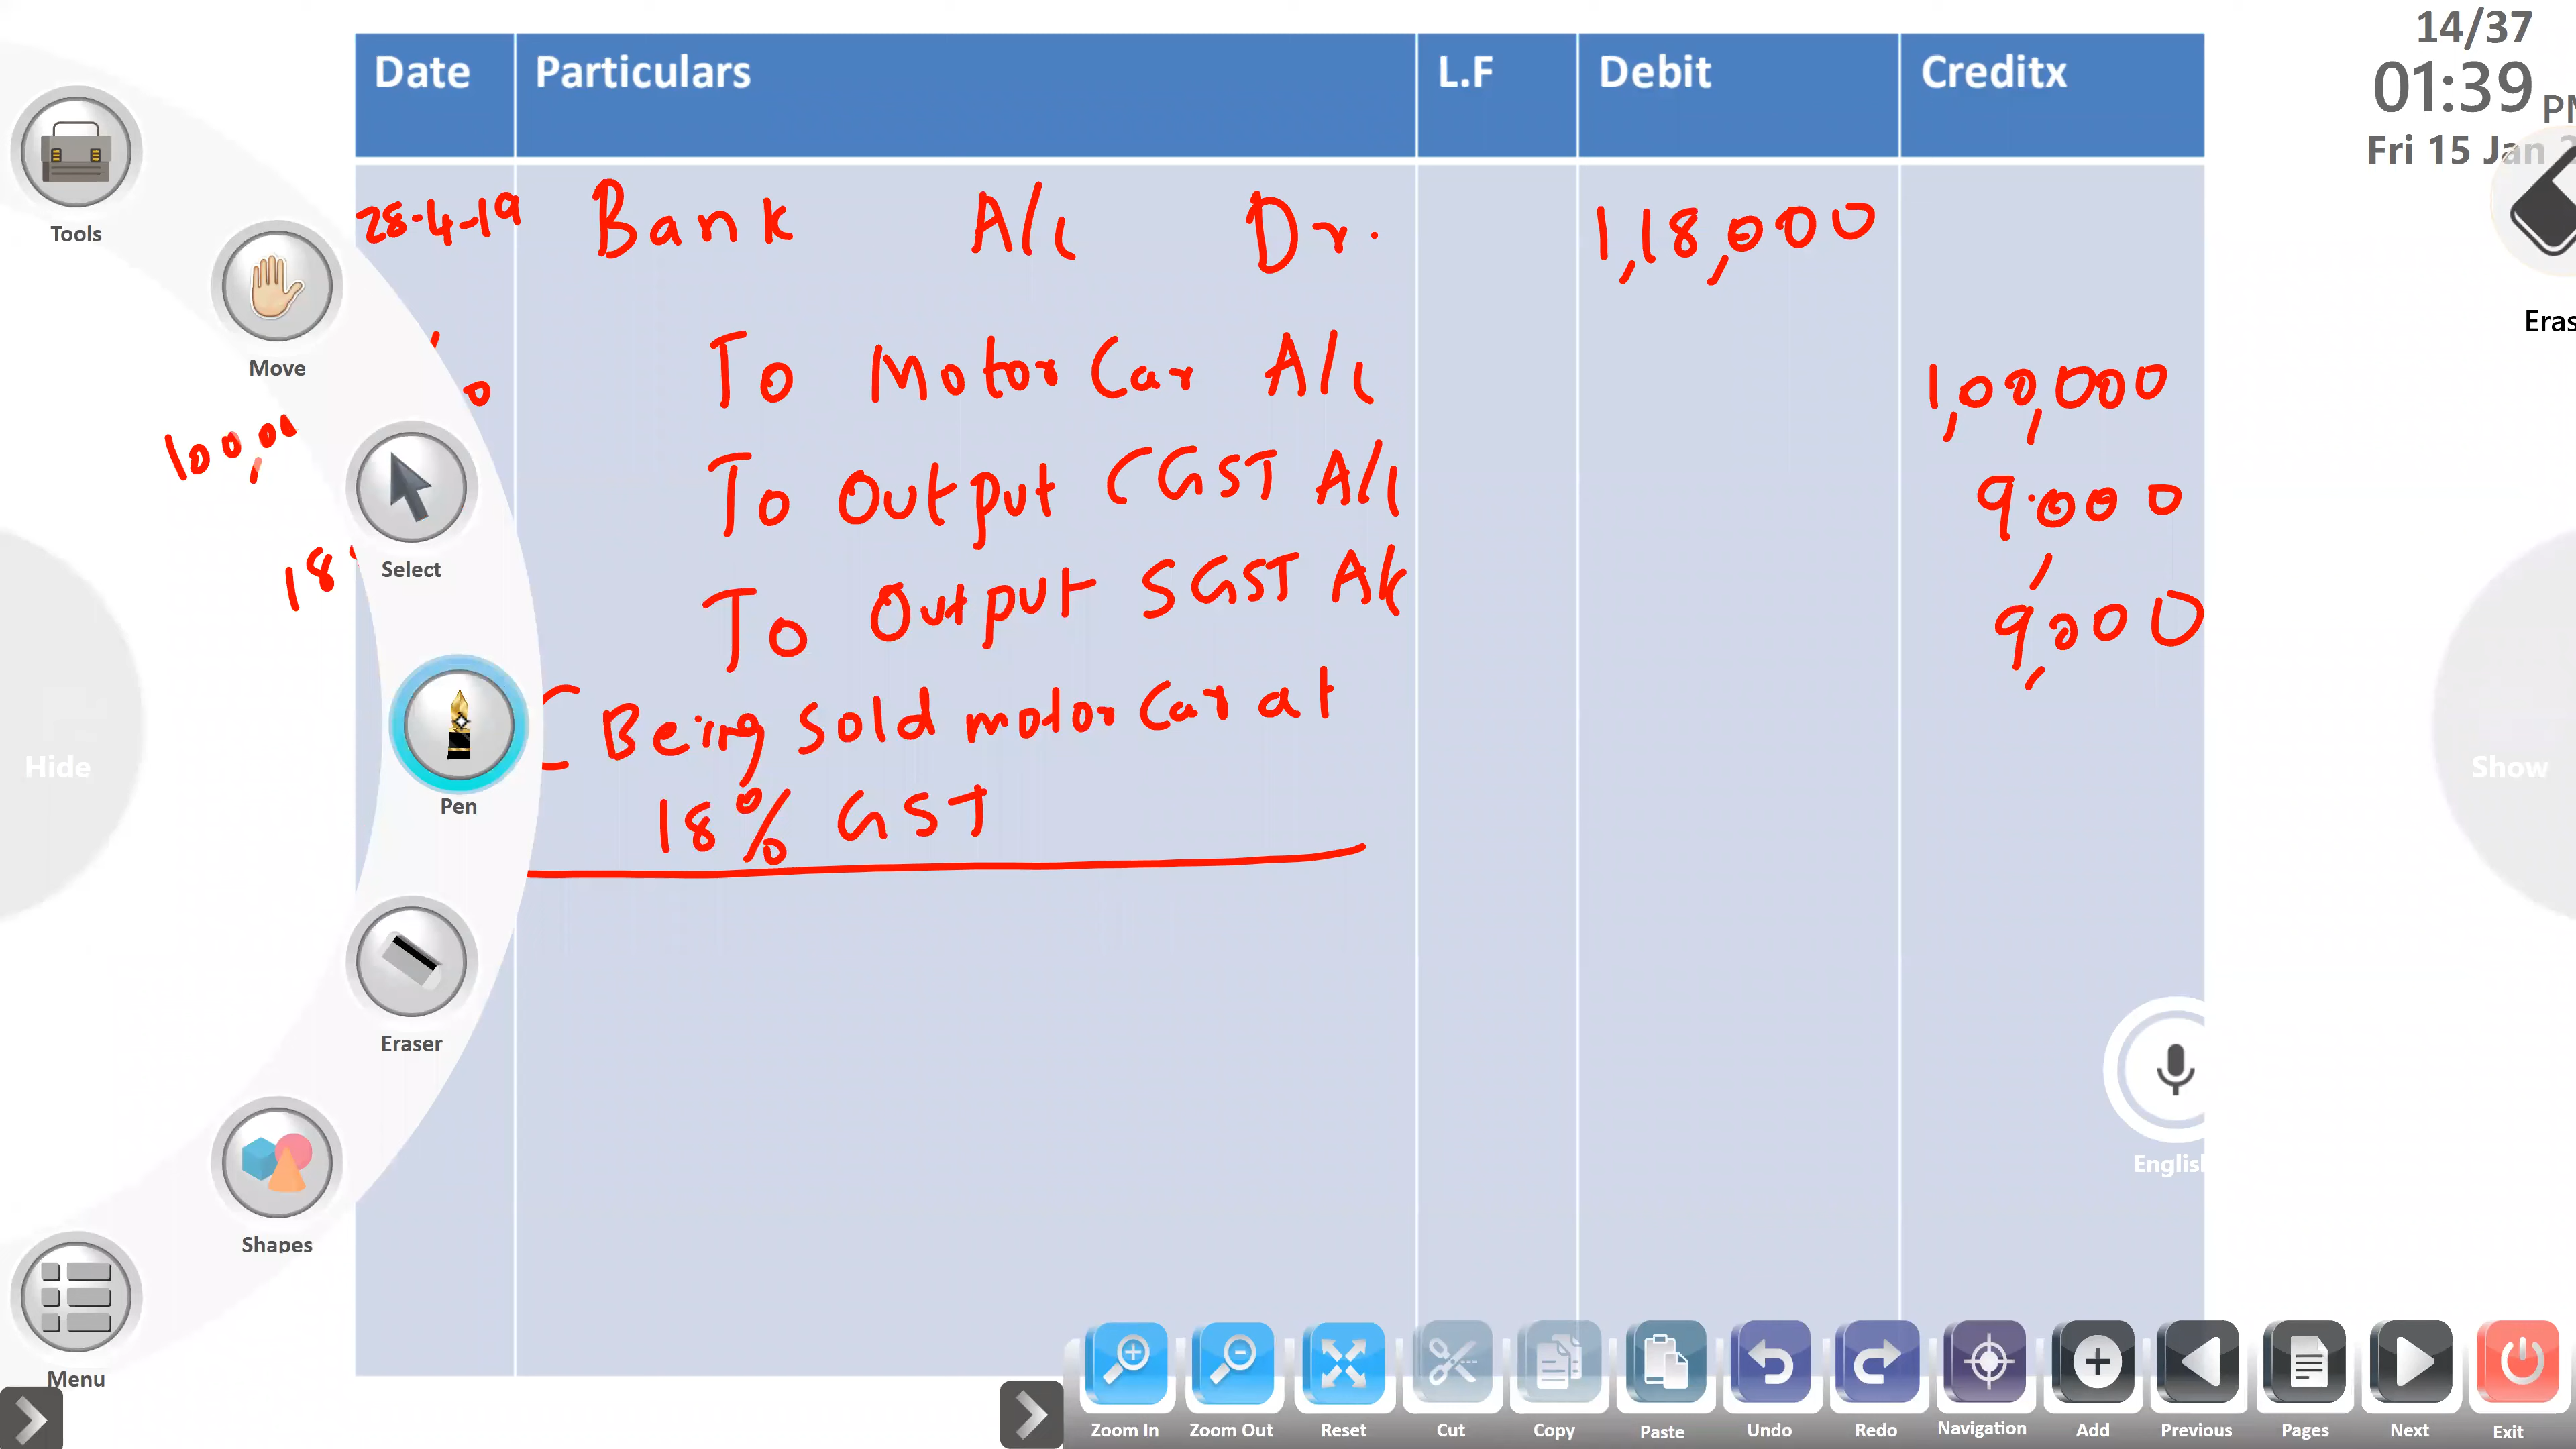 14/37
01:39
Fri 15 Jan
Date Particulars L.F Debit Creditx
28-4-19 Bank A/c Dr. 1,18,000
To Motor Car A/c 1,00,000
To Output CGST A/c 9,000
To Output SGST A/c 9,000
Being sold motor Car at
18% GST
100,00
18
Tools
Move
Select
Pen
Eraser
Shapes
Menu
Hide
Eras
Show
English
Zoom In Zoom Out Reset Cut Copy Paste Undo Redo Navigation Add Previous Pages Next Exit